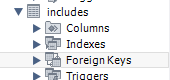 includes
Columns
Indexes
Foreign Keys
Triggers